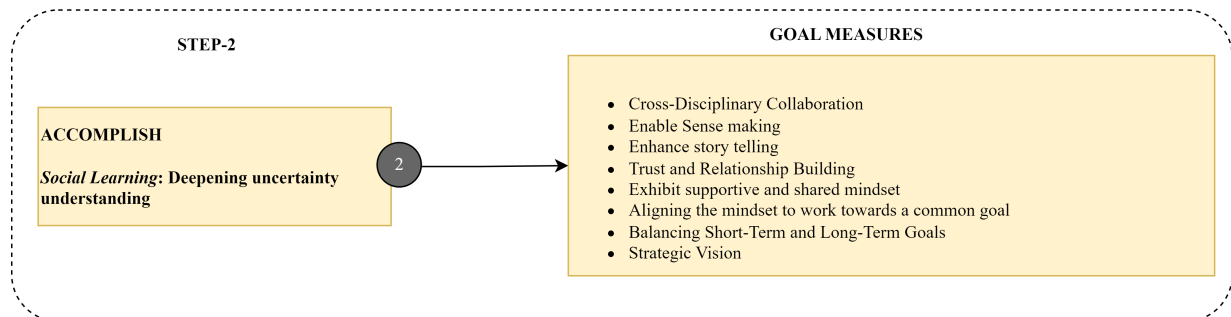 STEP-2
ACCOMPLISH
Social Learning: Deepening uncertainty
understanding
2
GOAL MEASURES
• Cross-Disciplinary Collaboration
• Enable Sense making
• Enhance story telling
• Trust and Relationship Building
• Exhibit supportive and shared mindset
• Aligning the mindset to work towards a common goal
• Balancing Short-Term and Long-Term Goals
• Strategic Vision